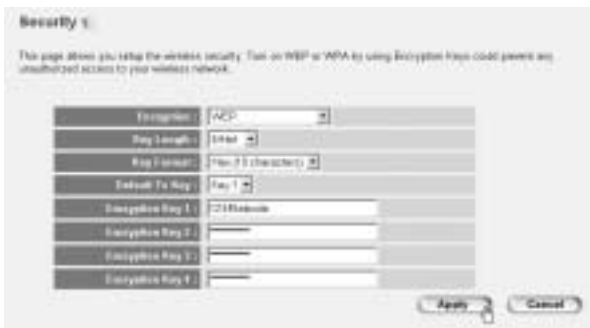 Security
This page allows you setup the wireless security. Turn on WEP or WPA by using Encryption Keys could prevent any
unauthorized access to your wireless network.
Encryption : WEP
Key Length : 64-bit
Key Format : Hex (10 characters)
Default Tx Key : Key 1
Encryption Key 1 :
Encryption Key 2 : **********
Encryption Key 3 : **********
Encryption Key 4 : **********
Apply Cancel